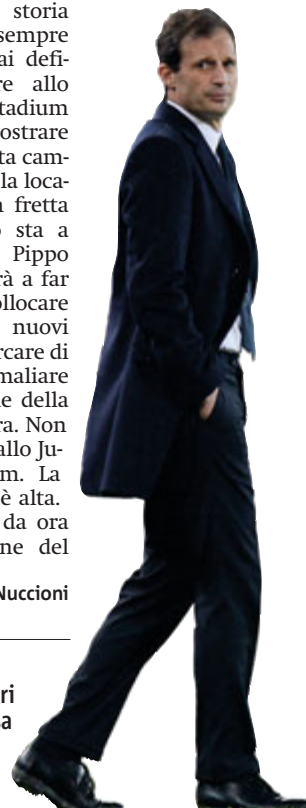 storia
sempre
ai defi-
re allo
tadium
ostrare
ta cam-
la loca-
fretta
sta a
Pippo
rà a far
ollocare
nuovi
rcare di
maliare
e della
ra. Non
allo Ju-
m. La
è alta.
da ora
ne del
Nuccioni
ri
a